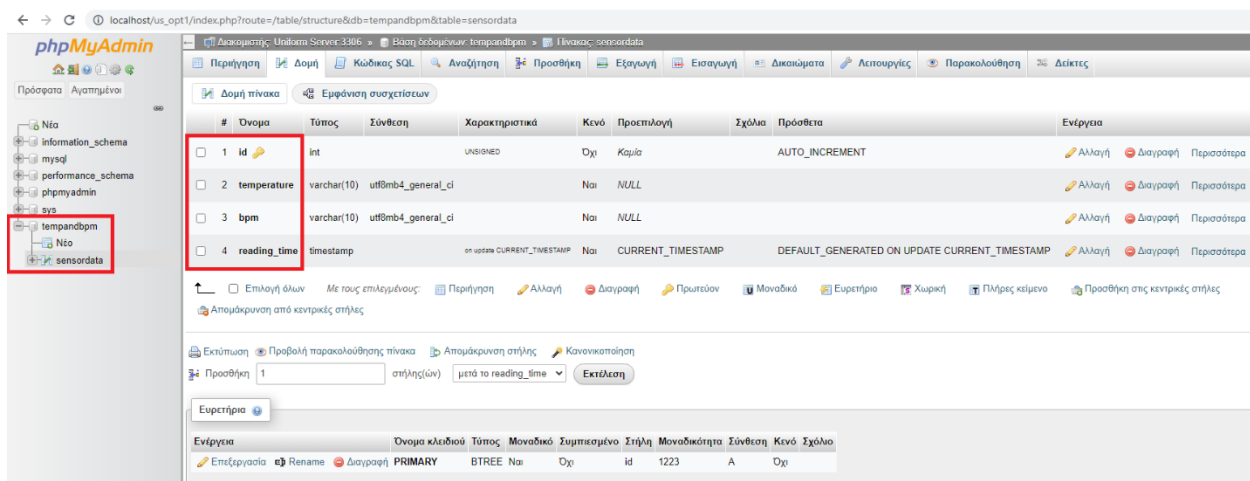 localhost/us_opt1/index.php?route=/table/structure&db=tempandbpm&table=sensordata
phpMyAdmin
Πρόσφατα Αγαπημένοι
Νέα
information_schema
mysql
performance_schema
phpmyadmin
sys
tempandbpm
Νέο
sensordata
Διακομιστής: Uniform Server:3306 » Βάση δεδομένων: tempandbpm » Πίνακας: sensordata
Περιήγηση Δομή Κώδικας SQL Αναζήτηση Προσθήκη Εξαγωγή Εισαγωγή Δικαιώματα Λειτουργίες Παρακολούθηση Δείκτες
Δομή πίνακα Εμφάνιση συσχετίσεων
# Όνομα Τύπος Σύνθεση Χαρακτηριστικά Κενό Προεπιλογή Σχόλια Πρόσθετα Ενέργεια
1 id int UNSIGNED Όχι Καμία AUTO_INCREMENT Αλλαγή Διαγραφή Περισσότερα
2 temperature varchar(10) utf8mb4_general_ci Ναι NULL Αλλαγή Διαγραφή Περισσότερα
3 bpm varchar(10) utf8mb4_general_ci Ναι NULL Αλλαγή Διαγραφή Περισσότερα
4 reading_time timestamp on update CURRENT_TIMESTAMP Ναι CURRENT_TIMESTAMP DEFAULT_GENERATED ON UPDATE CURRENT_TIMESTAMP Αλλαγή Διαγραφή Περισσότερα
Επιλογή όλων Με τους επιλεγμένους: Περιήγηση Αλλαγή Διαγραφή Πρωτεύον Μοναδικό Ευρετήριο Χωρική Πλήρες κείμενο Προσθήκη στις κεντρικές στήλες
Απομάκρυνση από κεντρικές στήλες
Εκτύπωση Προβολή παρακολούθησης πίνακα Απομάκρυνση στήλης Κανονικοποίηση
Προσθήκη 1 στήλης(ών) μετά το reading_time Εκτέλεση
Ευρετήρια
Ενέργεια Όνομα κλειδιού Τύπος Μοναδικό Συμπιεσμένο Στήλη Μοναδικότητα Σύνθεση Κενό Σχόλιο
Επεξεργασία Rename Διαγραφή PRIMARY BTREE Ναι Όχι id 1223 A Όχι